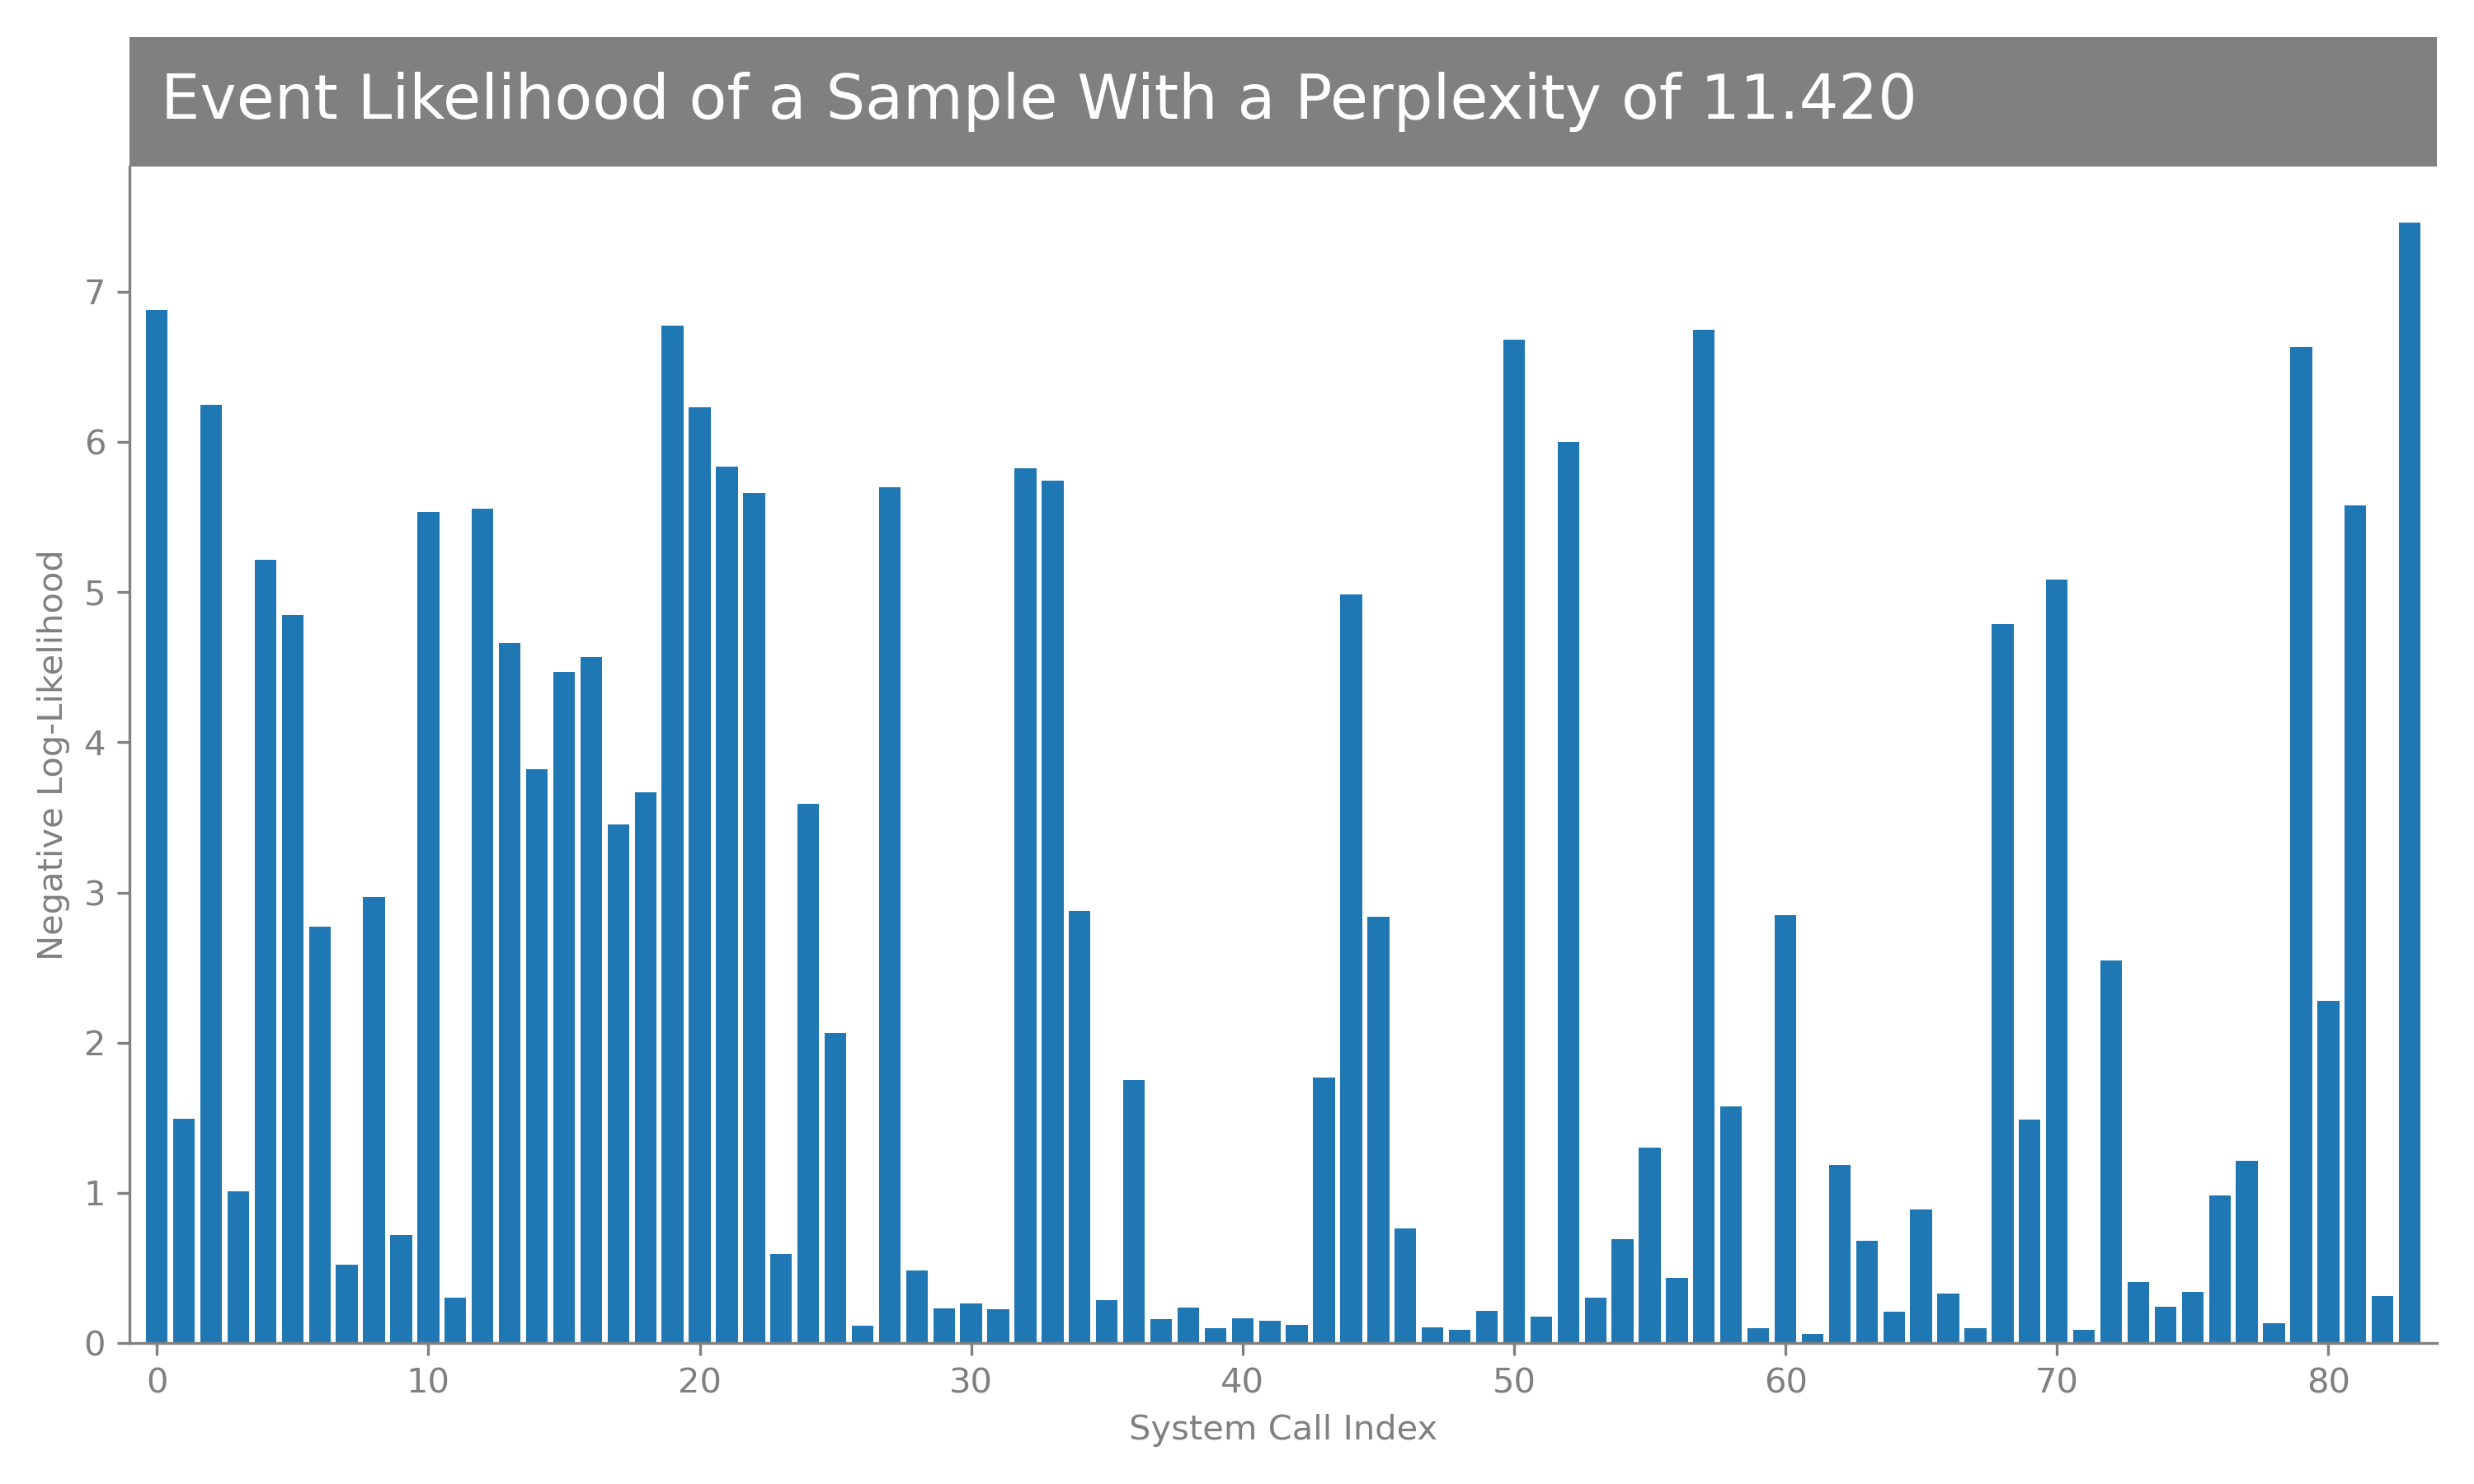 Event Likelihood of a Sample With a Perplexity of 11.420
Negative Log-Likelihood
7
6
5
4
3
2
1
0
0 10 20 30 40 50 60 70 80
System Call Index